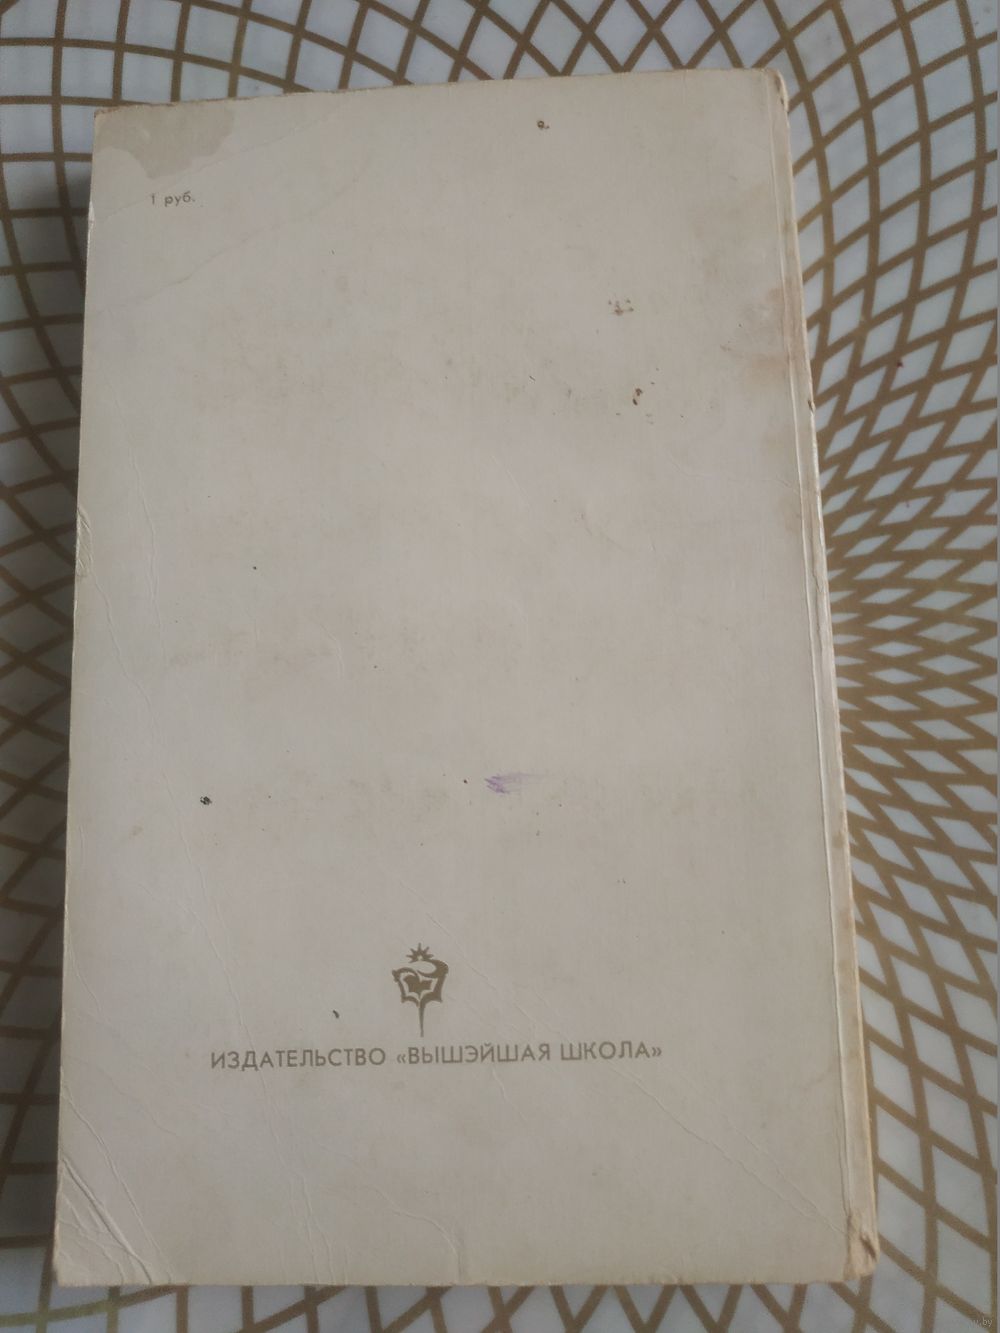 1 руб.
ИЗДАТЕЛЬСТВО «ВЫШЭЙШАЯ ШКОЛА»